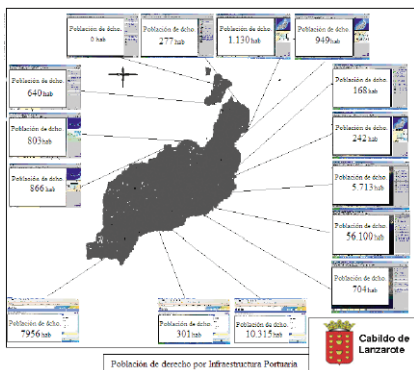 Población de dcho.
0 hab
Población de dcho.
277 hab
Población de dcho.
1.130 hab
Población de dcho.
949 hab
Población de dcho.
640 hab
Población de dcho.
168 hab
Población de dcho.
803 hab
Población de dcho.
242 hab
Población de dcho.
866 hab
Población de dcho.
5.713 hab
Población de dcho.
56.100 hab
Población de dcho.
704 hab
Población de dcho.
7956 hab
Población de dcho.
301 hab
Población de dcho.
10.315 hab
Cabildo de
Lanzarote
Población de derecho por Infraestructura Portuaria